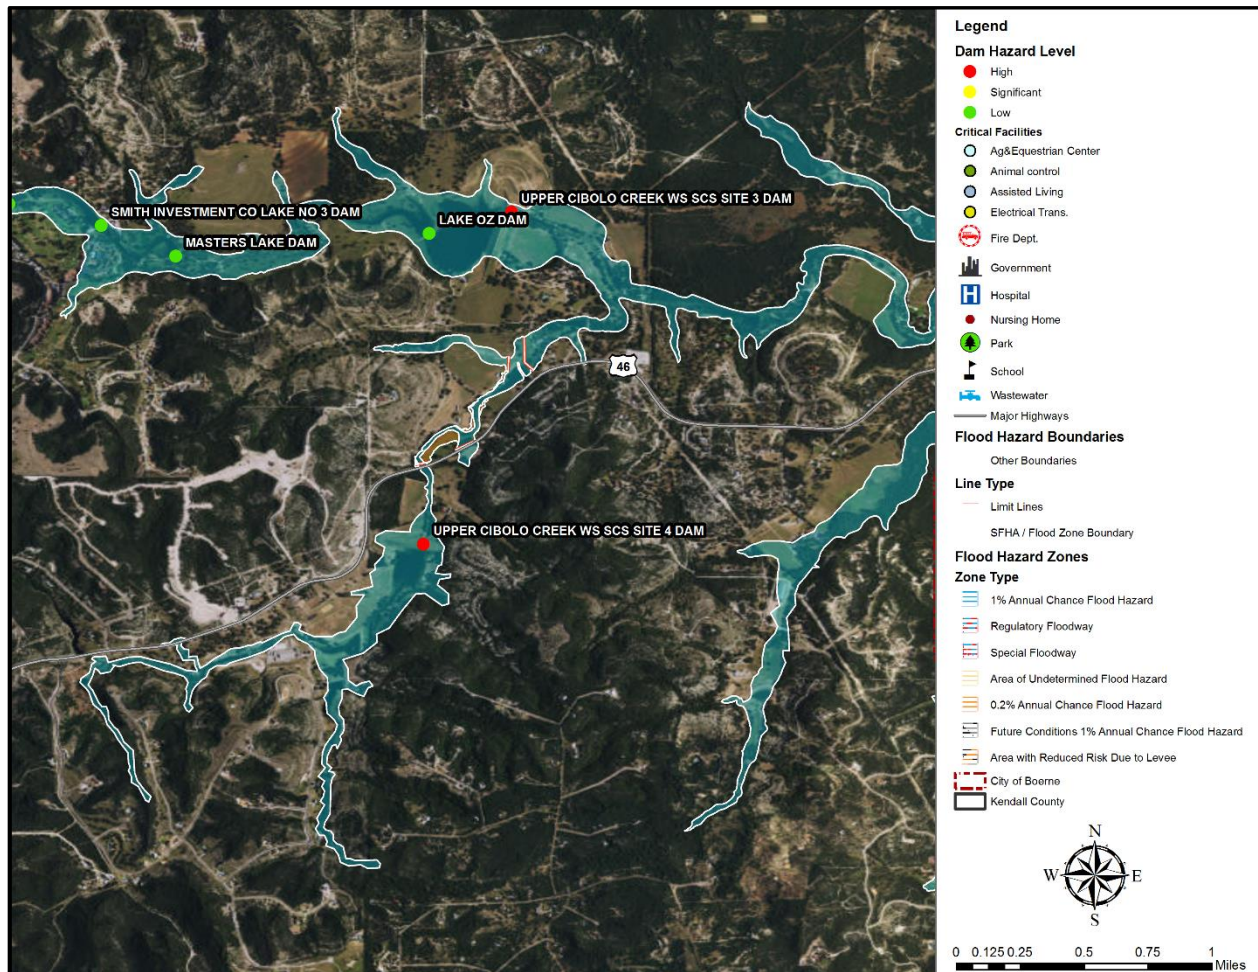 UPPER CIBOLO CREEK WS SCS SITE 3 DAM
SMITH INVESTMENT CO LAKE NO 3 DAM
LAKE OZ DAM
MASTERS LAKE DAM
46
UPPER CIBOLO CREEK WS SCS SITE 4 DAM
Legend
Dam Hazard Level
High
Significant
Low
Critical Facilities
Ag&Equestrian Center
Animal control
Assisted Living
Electrical Trans.
Fire Dept.
Government
H
Hospital
Nursing Home
Park
School
Wastewater
Major Highways
Flood Hazard Boundaries
Other Boundaries
Line Type
Limit Lines
SFHA / Flood Zone Boundary
Flood Hazard Zones
Zone Type
1% Annual Chance Flood Hazard
Regulatory Floodway
Special Floodway
Area of Undetermined Flood Hazard
0.2% Annual Chance Flood Hazard
Future Conditions 1% Annual Chance Flood Hazard
Area with Reduced Risk Due to Levee
City of Boerne
Kendall County
N
W E
S
0 0.125 0.25 0.5 0.75 1
Miles